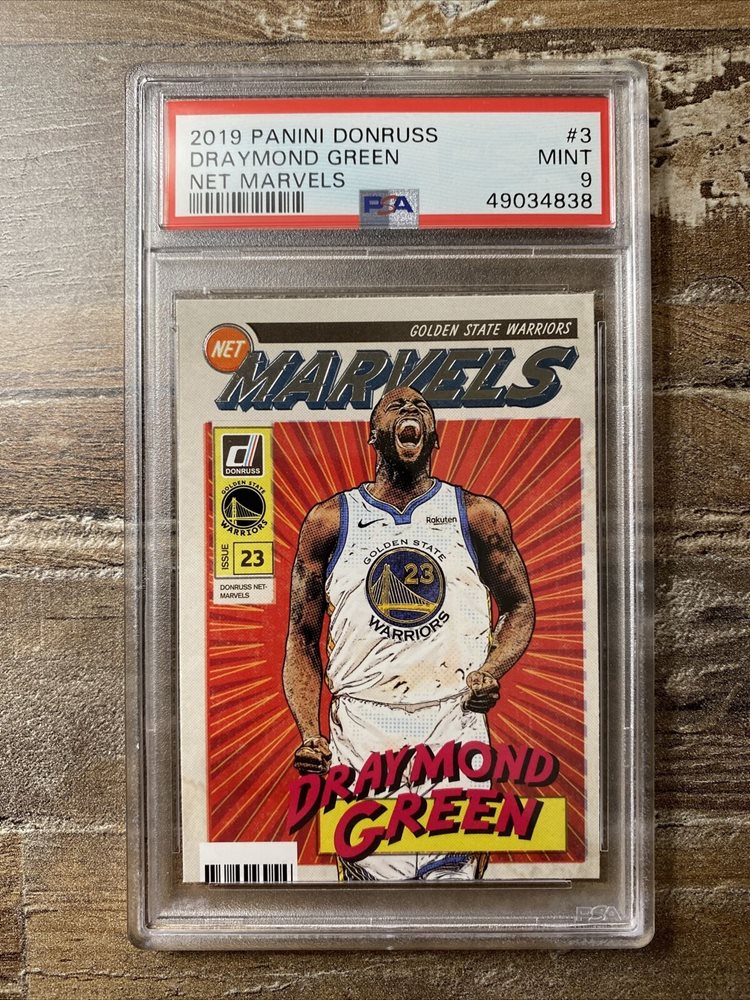 2019 PANINI DONRUSS #3
DRAYMOND GREEN MINT
NET MARVELS 9
PSA 49034838
GOLDEN STATE WARRIORS
NET
MARVELS
d
DONRUSS
GOLDEN STATE
WARRIORS
ISSUE 23
DONRUSS NET-
MARVELS
Rakuten
GOLDEN STATE
23
WARRIORS
DRAYMOND
GREEN
PSA